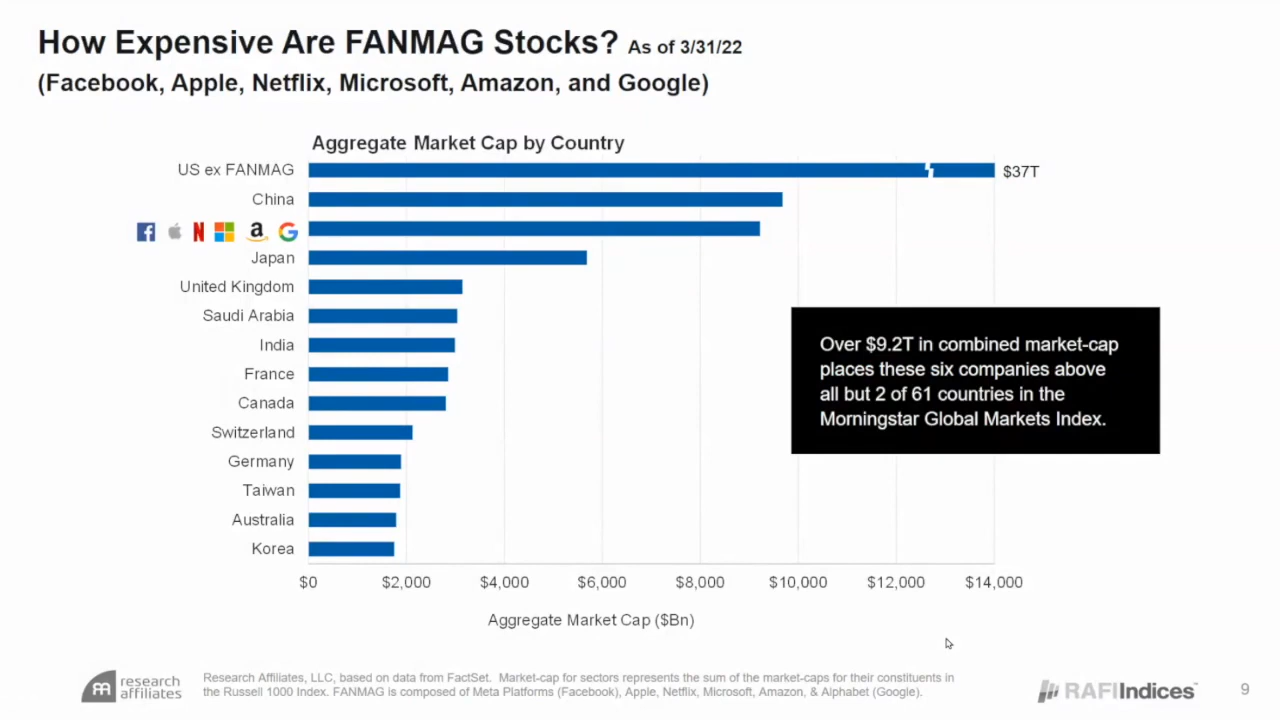 How Expensive Are FANMAG Stocks? As of 3/31/22
(Facebook, Apple, Netflix, Microsoft, Amazon, and Google)
Aggregate Market Cap by Country
US ex FANMAG
$37T
China
Japan
United Kingdom
Saudi Arabia
India
France
Canada
Switzerland
Germany
Taiwan
Australia
Korea
$0 $2,000 $4,000 $6,000 $8,000 $10,000 $12,000 $14,000
Aggregate Market Cap ($Bn)
Over $9.2T in combined market-cap
places these six companies above
all but 2 of 61 countries in the
Morningstar Global Markets Index.
research
affiliates
Research Affiliates, LLC, based on data from FactSet. Market-cap for sectors represents the sum of the market-caps for their constituents in
the Russell 1000 Index. FANMAG is composed of Meta Platforms (Facebook), Apple, Netflix, Microsoft, Amazon, & Alphabet (Google).
RAFI Indices
9